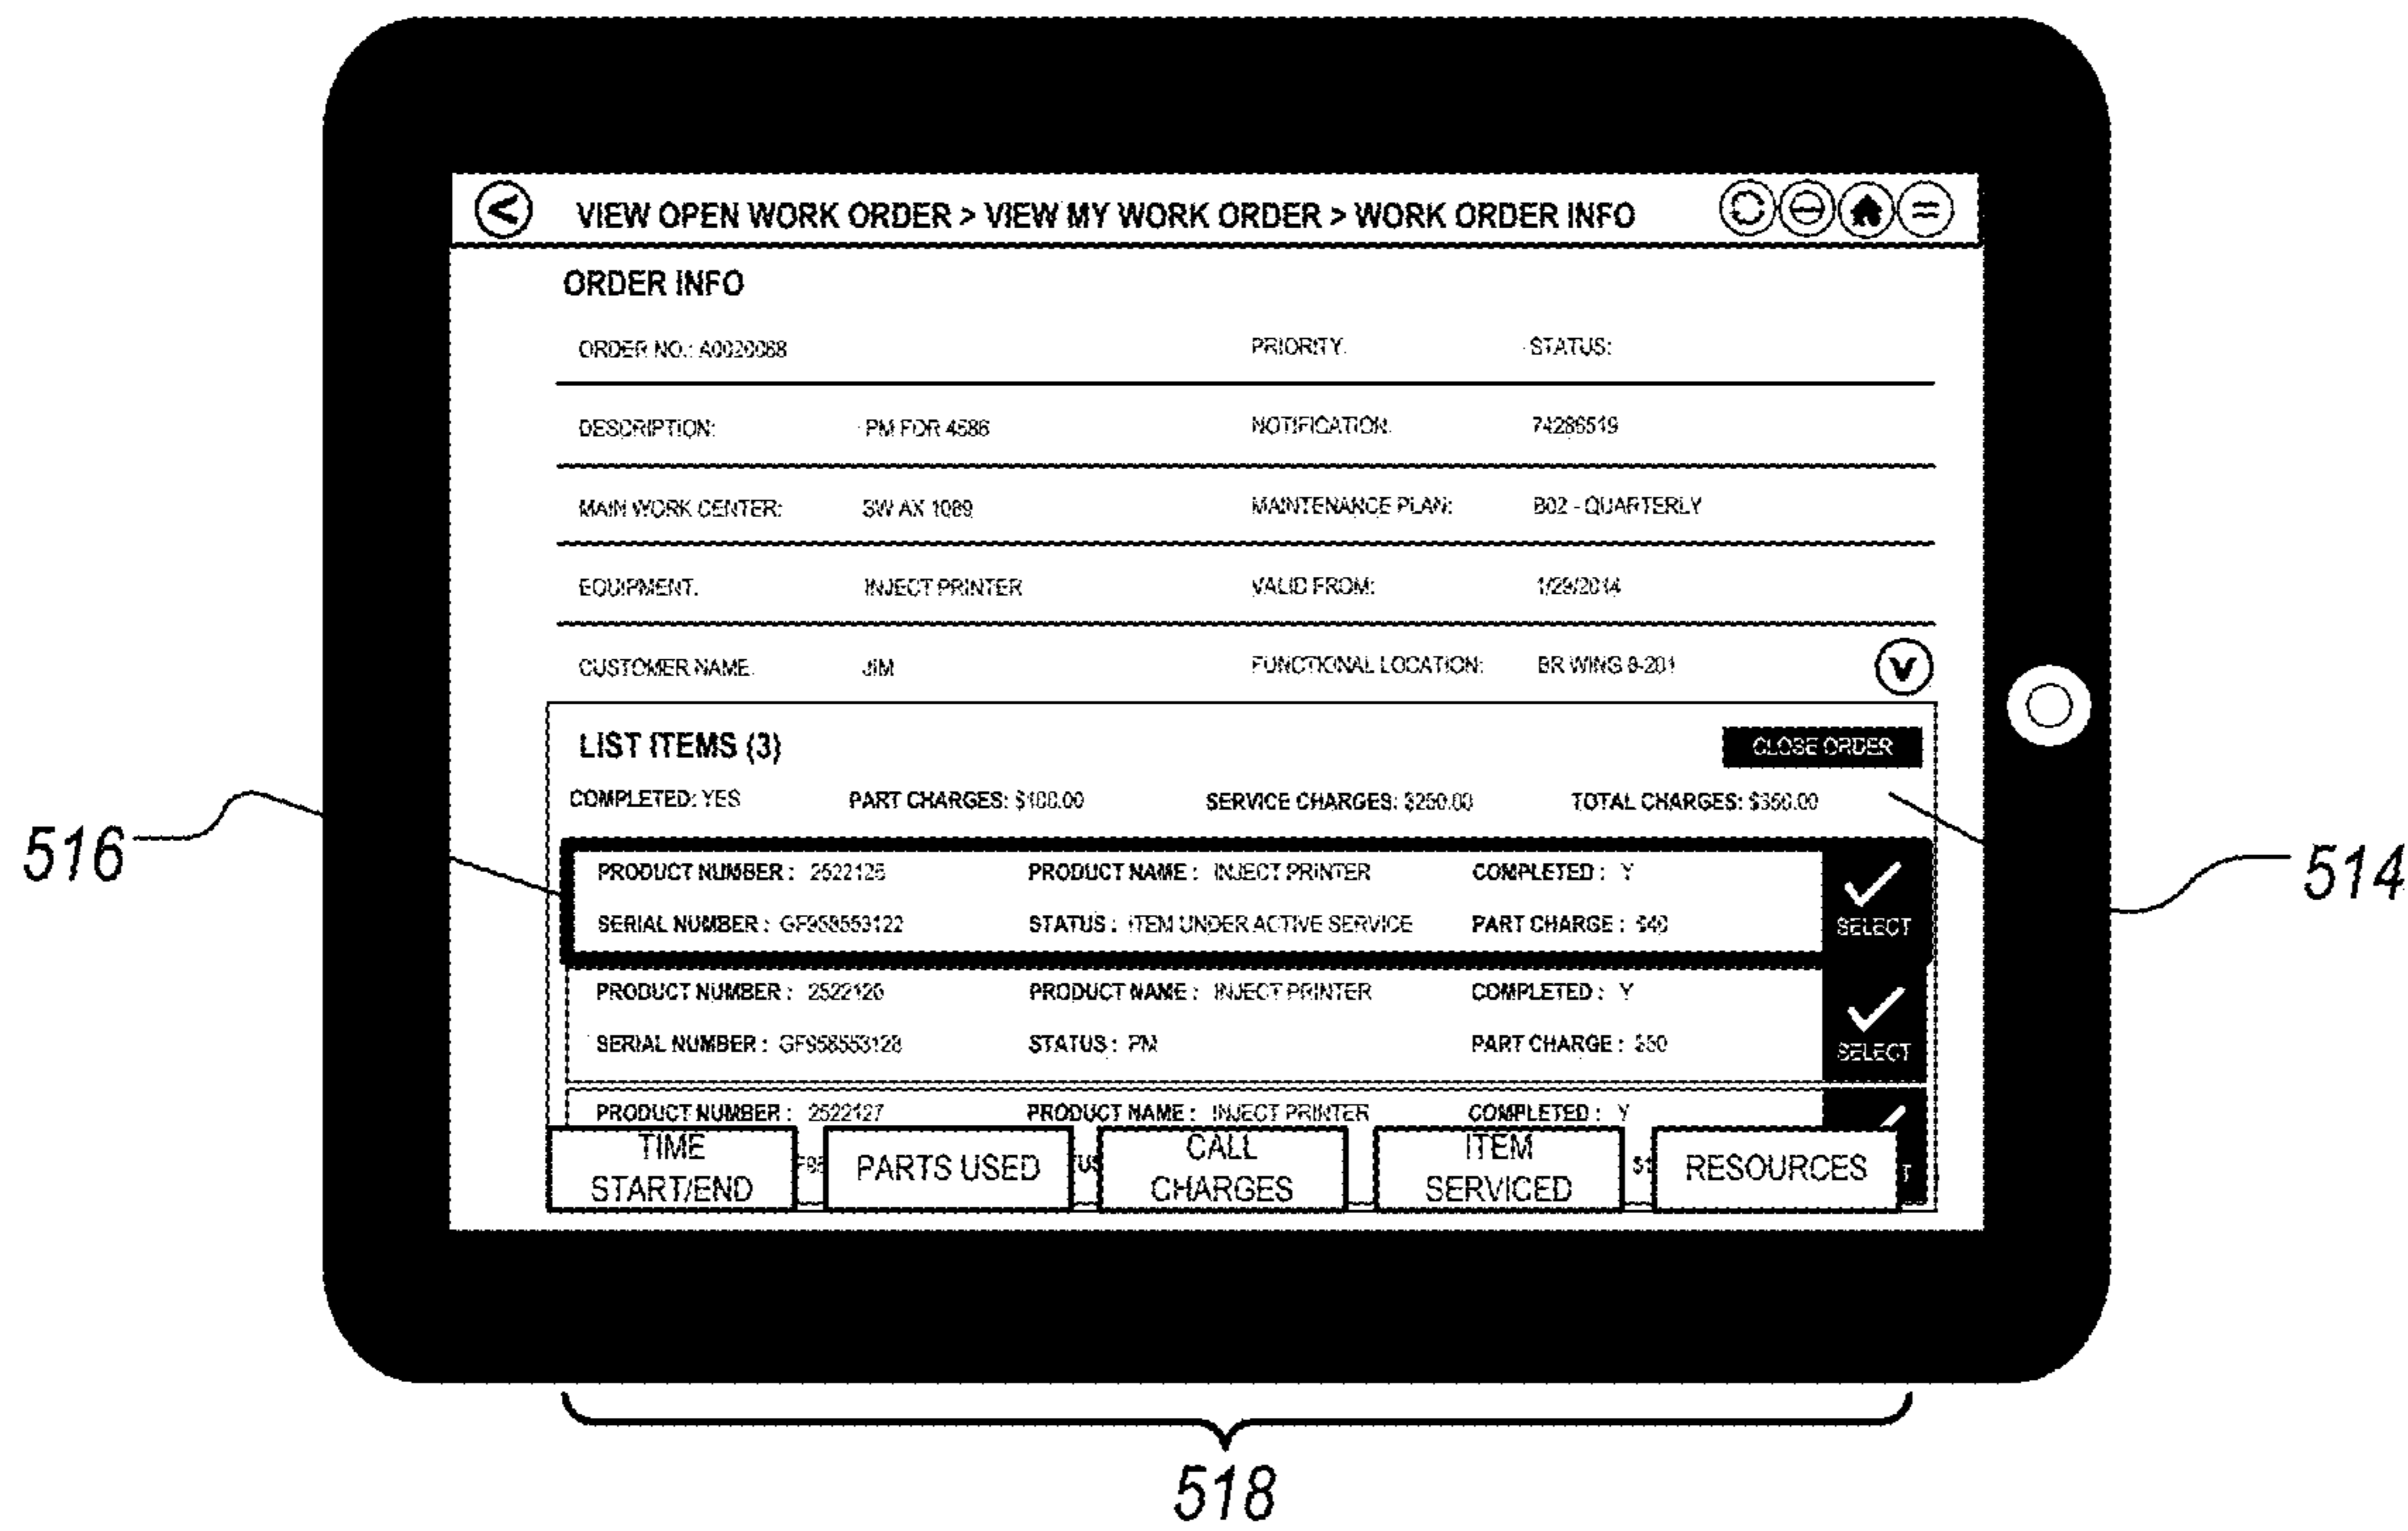 VIEW OPEN WORK ORDER > VIEW MY WORK ORDER > WORK ORDER INFO
ORDER INFO
ORDER NO.: A0020068 PRIORITY. STATUS:
DESCRIPTION: PM FOR 4586 NOTIFICATION. 74286519
MAIN WORK CENTER: SW AX 1089 MAINTENANCE PLAN: B02 - QUARTERLY
EQUIPMENT. INJECT PRINTER VALID FROM: 1/29/2014
CUSTOMER NAME. JIM FUNCTIONAL LOCATION: BR WING 8-201
LIST ITEMS (3) CLOSE ORDER
COMPLETED: YES PART CHARGES: $100.00 SERVICE CHARGES: $250.00 TOTAL CHARGES: $350.00
PRODUCT NUMBER : 2522125 PRODUCT NAME : INJECT PRINTER COMPLETED : Y
SERIAL NUMBER : GF958553122 STATUS : ITEM UNDER ACTIVE SERVICE PART CHARGE : $40 SELECT
PRODUCT NUMBER : 2522126 PRODUCT NAME : INJECT PRINTER COMPLETED : Y
SERIAL NUMBER : GF958553128 STATUS : PM PART CHARGE : $50 SELECT
PRODUCT NUMBER : 2522127 PRODUCT NAME : INJECT PRINTER COMPLETED : Y
TIME START/END PARTS USED CALL CHARGES ITEM SERVICED RESOURCES
516
514
518